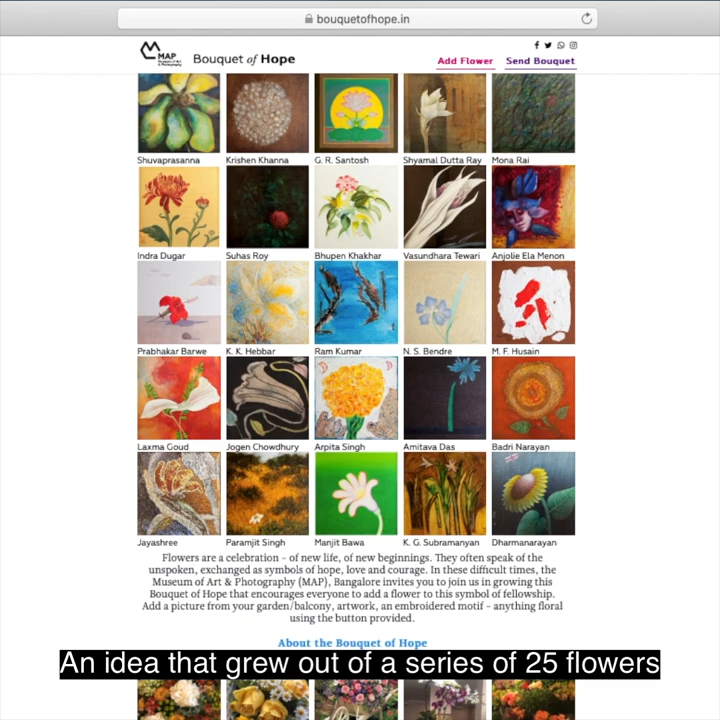 bouquetofhope.in
MAP
Museum of Art
& Photography
Bouquet of Hope
Add Flower
Send Bouquet
Shuvaprasanna
Krishen Khanna
G. R. Santosh
Shyamal Dutta Ray
Mona Rai
Indra Dugar
Suhas Roy
Bhupen Khakhar
Vasundhara Tewari
Anjolie Ela Menon
Prabhakar Barwe
K. K. Hebbar
Ram Kumar
N. S. Bendre
M. F. Husain
Laxma Goud
Jogen Chowdhury
Arpita Singh
Amitava Das
Badri Narayan
Jayashree
Paramjit Singh
Manjit Bawa
K. G. Subramanyan
Dharmanarayan
Flowers are a celebration – of new life, of new beginnings. They often speak of the
unspoken, exchanged as symbols of hope, love and courage. In these difficult times, the
Museum of Art & Photography (MAP), Bangalore invites you to join us in growing this
Bouquet of Hope that encourages everyone to add a flower to this symbol of fellowship.
Add a picture from your garden/balcony, artwork, an embroidered motif – anything floral
using the button provided.
About the Bouquet of Hope
An idea that grew out of a series of 25 flowers